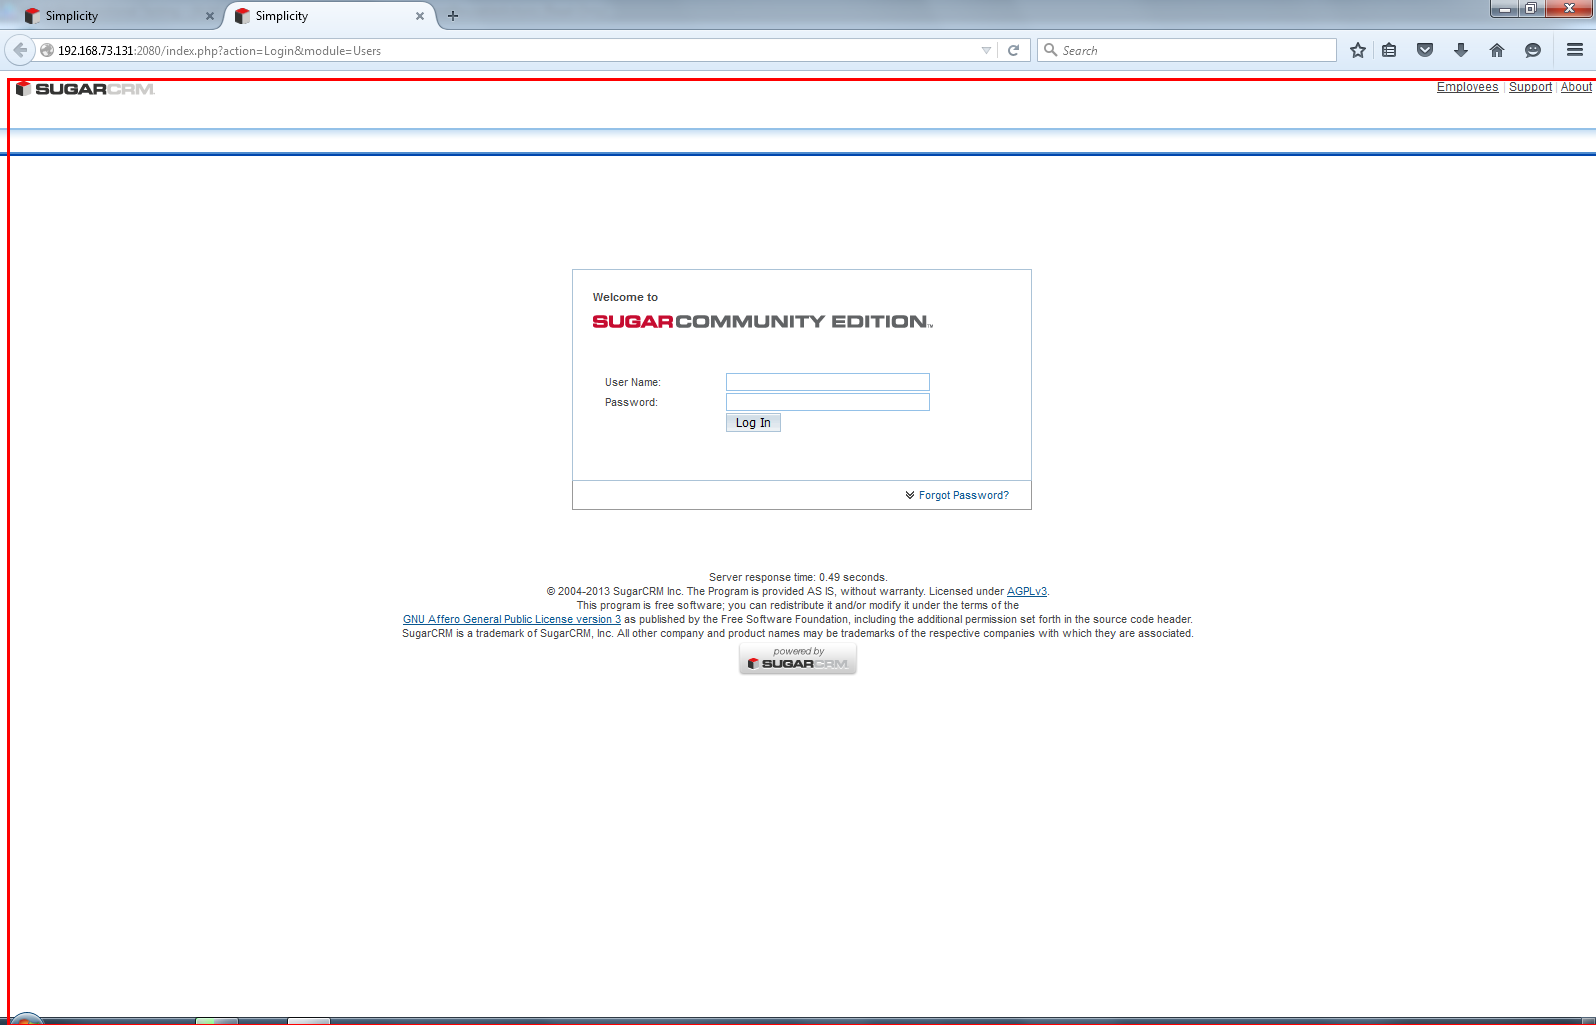 Simplicity
Simplicity
192.168.73.131:2080/index.php?action=Login&module=Users
Search
SUGARCRM.
Employees | Support | About
Welcome to
SUGARCOMMUNITY EDITION.™
User Name:
Password:
Log In
Forgot Password?
Server response time: 0.49 seconds.
© 2004-2013 SugarCRM Inc. The Program is provided AS IS, without warranty. Licensed under AGPLv3.
This program is free software; you can redistribute it and/or modify it under the terms of the
GNU Affero General Public License version 3 as published by the Free Software Foundation, including the additional permission set forth in the source code header.
SugarCRM is a trademark of SugarCRM, Inc. All other company and product names may be trademarks of the respective companies with which they are associated.
powered by
SUGARCRM.